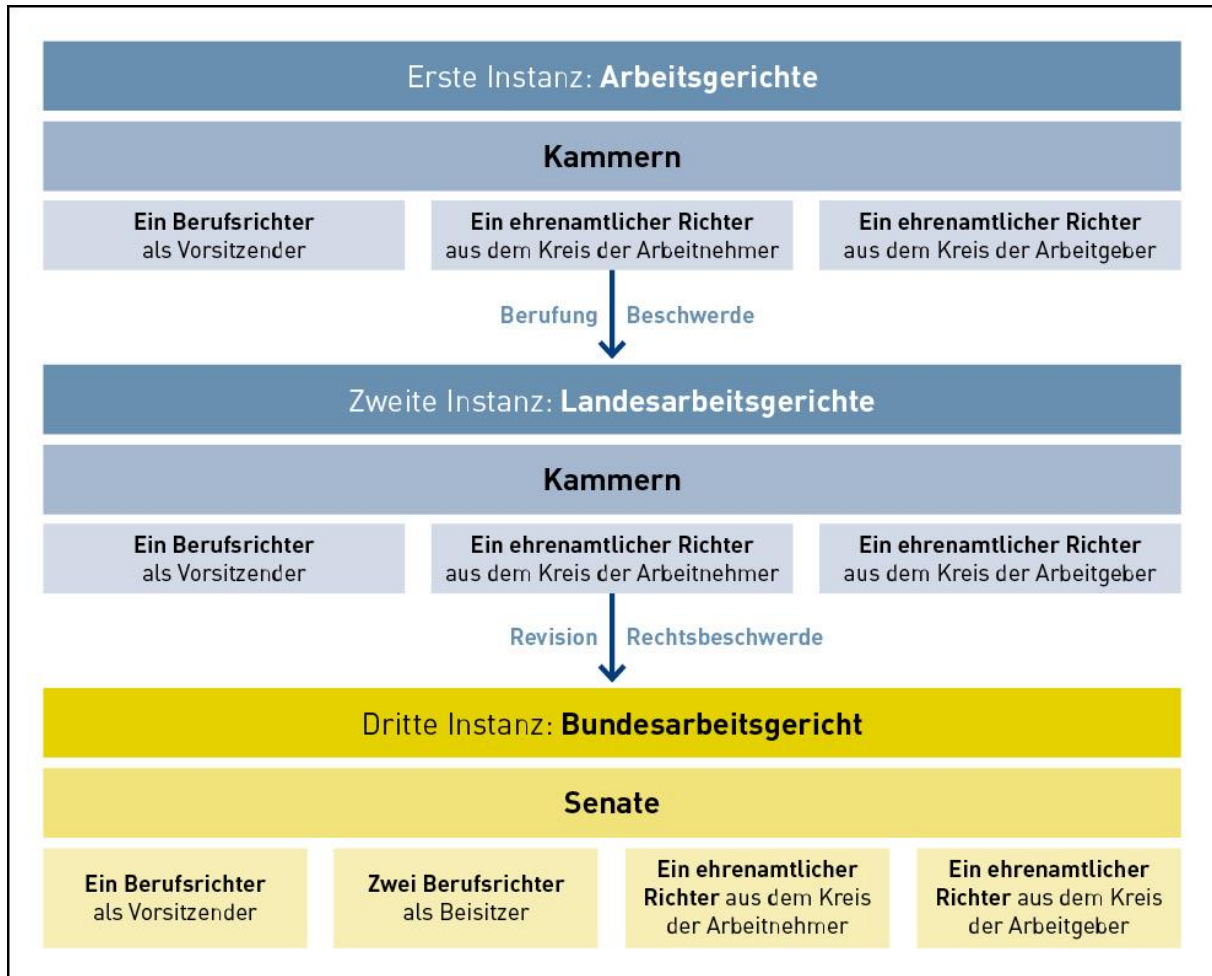 Erste Instanz: Arbeitsgerichte
Kammern
Ein Berufsrichter
als Vorsitzender
Ein ehrenamtlicher Richter
aus dem Kreis der Arbeitnehmer
Ein ehrenamtlicher Richter
aus dem Kreis der Arbeitgeber
Berufung
Beschwerde
Zweite Instanz: Landesarbeitsgerichte
Kammern
Ein Berufsrichter
als Vorsitzender
Ein ehrenamtlicher Richter
aus dem Kreis der Arbeitnehmer
Ein ehrenamtlicher Richter
aus dem Kreis der Arbeitgeber
Revision
Rechtsbeschwerde
Dritte Instanz: Bundesarbeitsgericht
Senate
Ein Berufsrichter
als Vorsitzender
Zwei Berufsrichter
als Beisitzer
Ein ehrenamtlicher
Richter aus dem Kreis
der Arbeitnehmer
Ein ehrenamtlicher
Richter aus dem Kreis
der Arbeitgeber